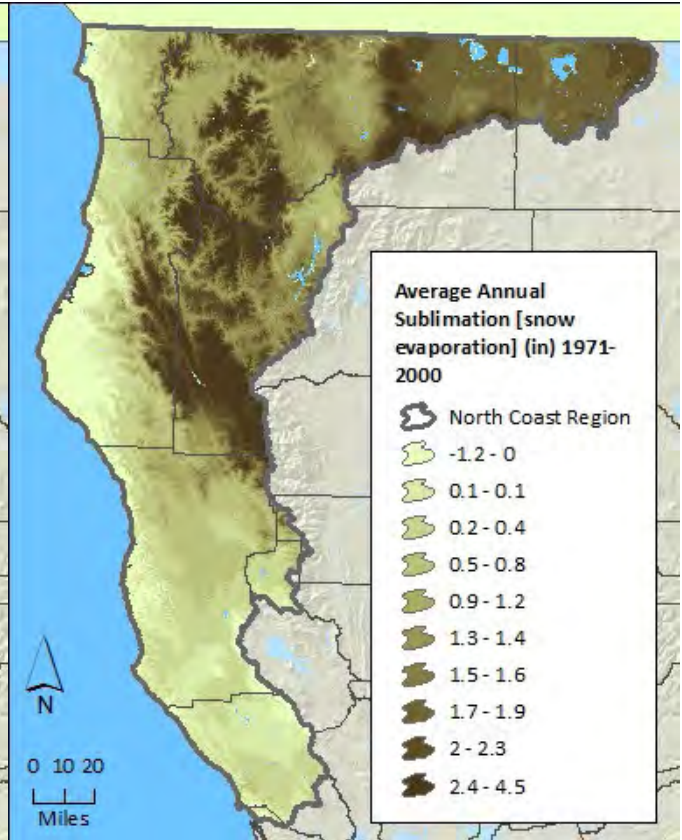 Average Annual
Sublimation [snow
evaporation] (in) 1971-
2000
North Coast Region
-1.2 - 0
0.1 - 0.1
0.2 - 0.4
0.5 - 0.8
0.9 - 1.2
1.3 - 1.4
1.5 - 1.6
1.7 - 1.9
2 - 2.3
2.4 - 4.5
N
0 10 20
Miles